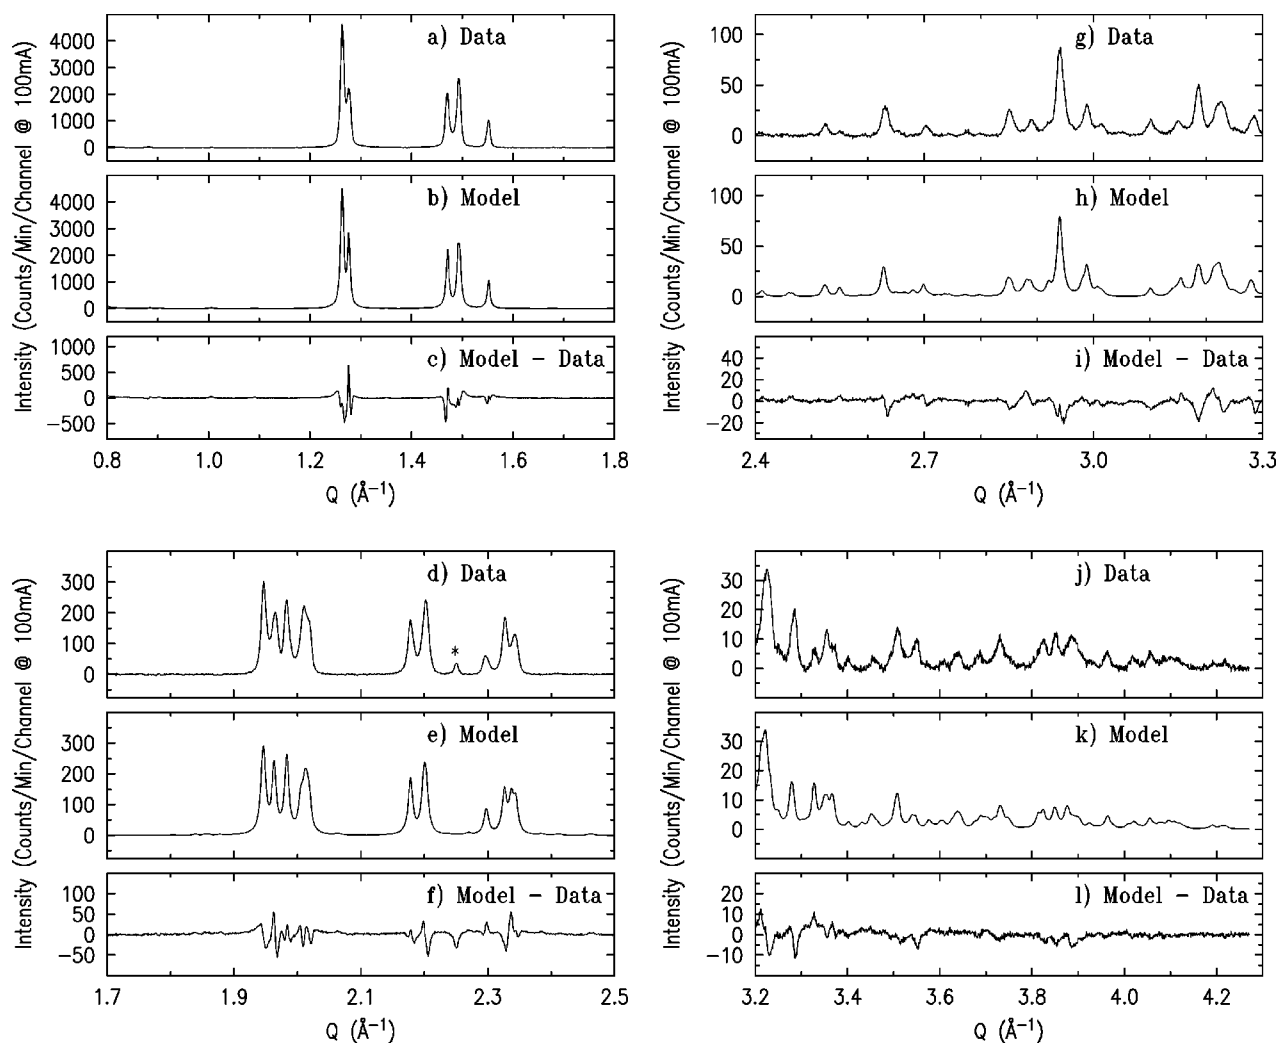 Intensity (Counts/Min/Channel @ 100mA)
4000
3000
2000
1000
0
a) Data
4000
3000
2000
1000
0
b) Model
1000
500
0
−500
c) Model − Data
0.8 1.0 1.2 1.4 1.6 1.8
Q (Å⁻¹)
Intensity (Counts/Min/Channel @ 100mA)
100
50
0
g) Data
100
50
0
h) Model
40
20
0
−20
i) Model − Data
2.4 2.7 3.0 3.3
Q (Å⁻¹)
Intensity (Counts/Min/Channel @ 100mA)
300
200
100
0
d) Data
*
300
200
100
0
e) Model
100
50
0
−50
f) Model − Data
1.7 1.9 2.1 2.3 2.5
Q (Å⁻¹)
Intensity (Counts/Min/Channel @ 100mA)
30
20
10
0
j) Data
30
20
10
0
k) Model
20
10
0
−10
l) Model − Data
3.2 3.4 3.6 3.8 4.0 4.2
Q (Å⁻¹)